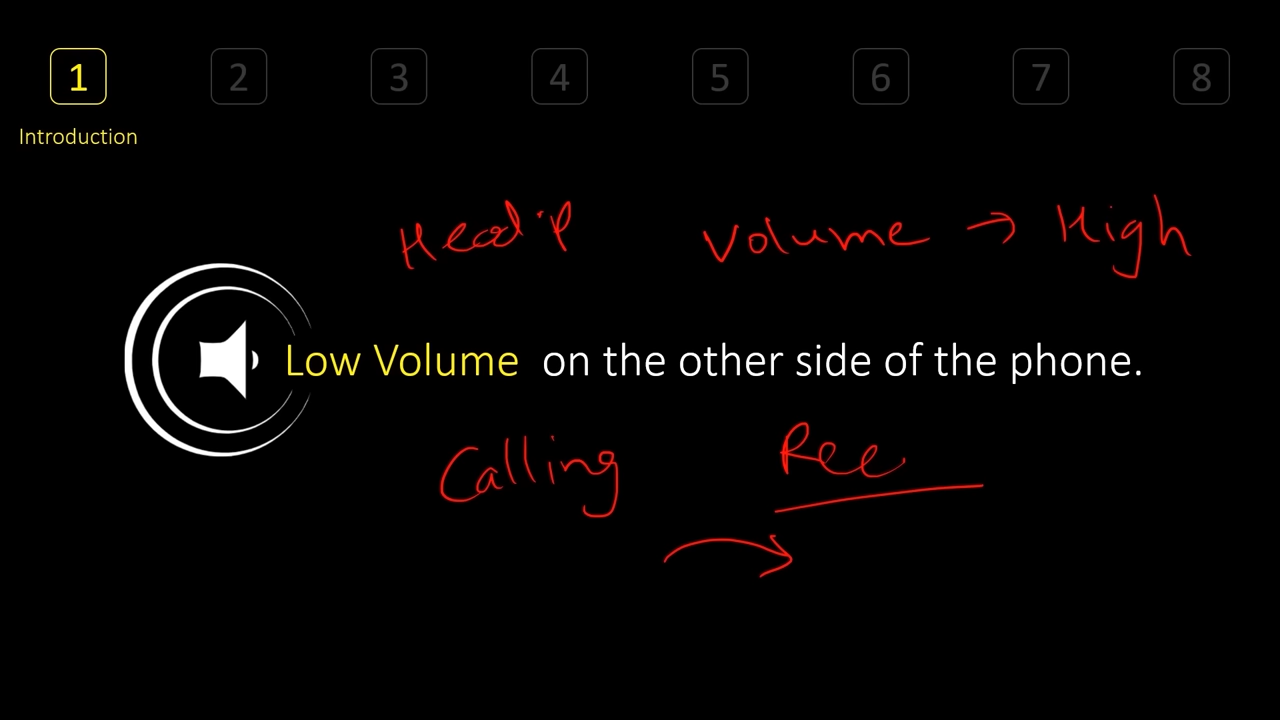 1 2 3 4 5 6 7 8
Introduction
Volume → High
Low Volume on the other side of the phone.
Calling Rec